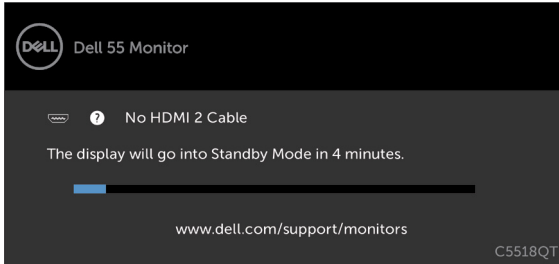 DELL Dell 55 Monitor
? No HDMI 2 Cable
The display will go into Standby Mode in 4 minutes.
www.dell.com/support/monitors
C5518QT